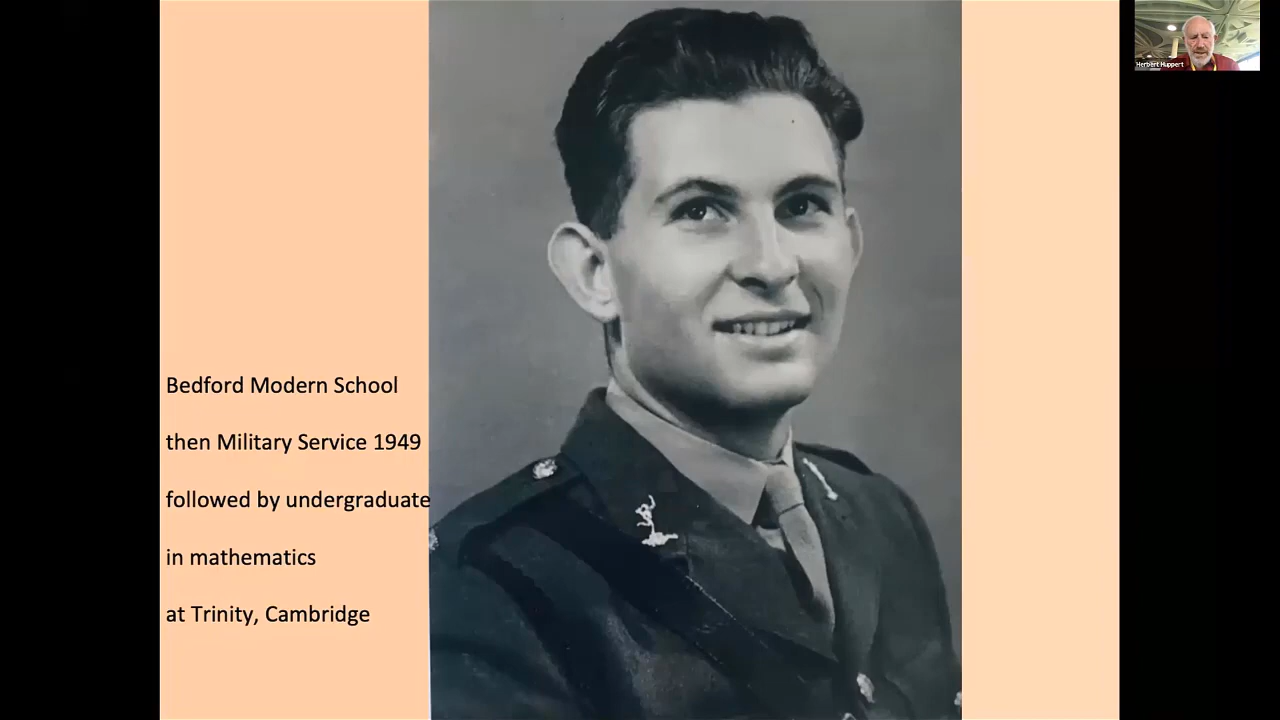 Bedford Modern School
then Military Service 1949
followed by undergraduate
in mathematics
at Trinity, Cambridge
Herbert Huppert